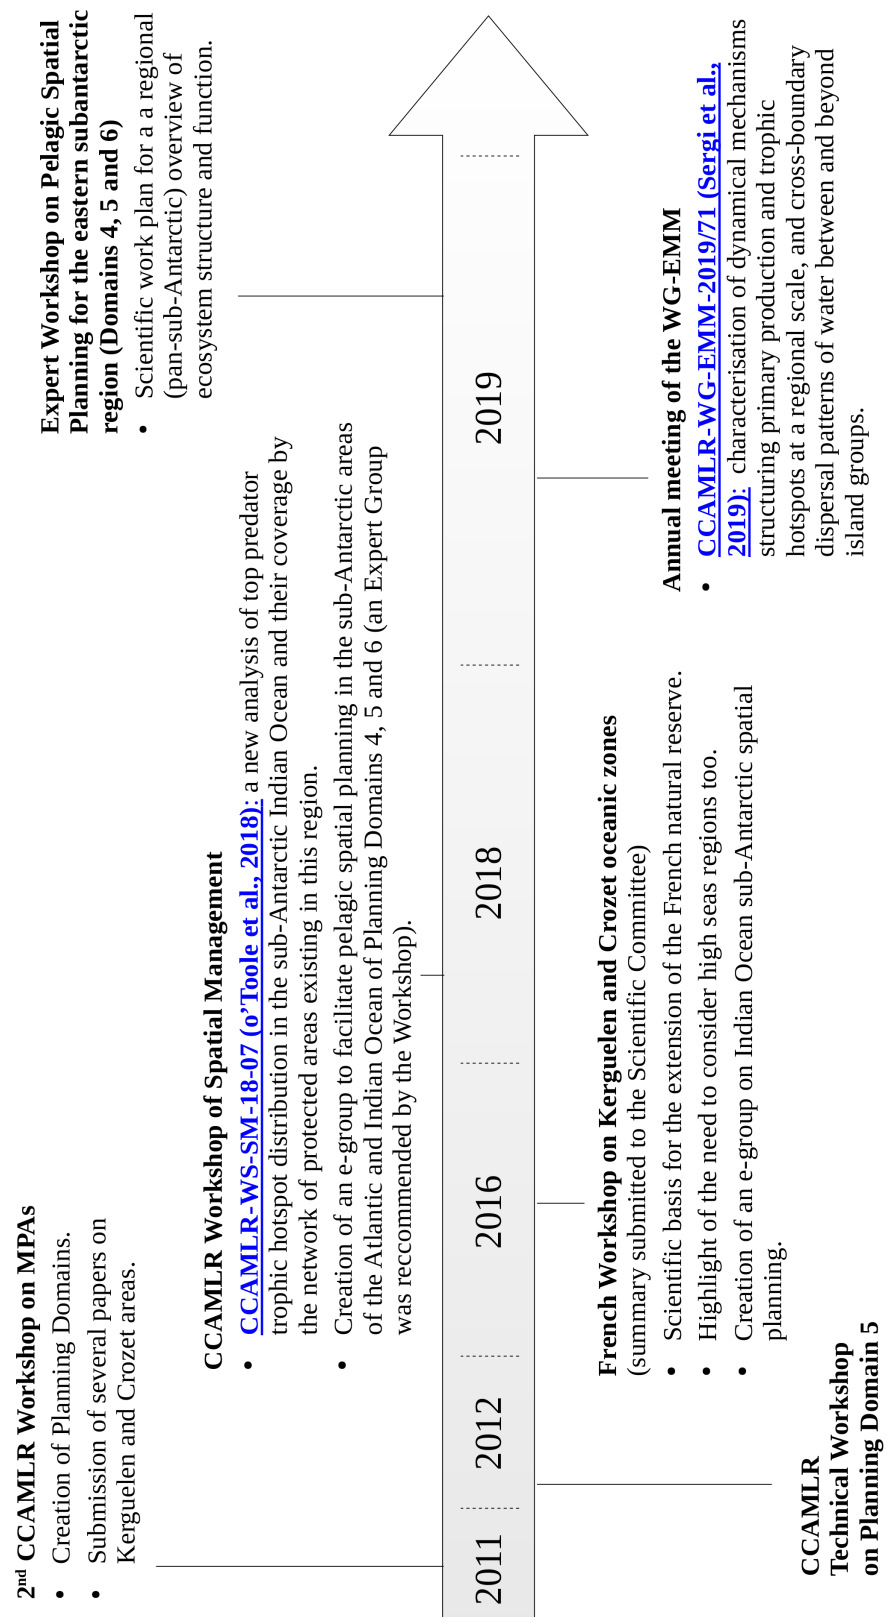 2nd CCAMLR Workshop on MPAs
• Creation of Planning Domains.
• Submission of several papers on
Kerguelen and Crozet areas.
CCAMLR Workshop of Spatial Management
• CCAMLR-WS-SM-18-07 (o’Toole et al., 2018): a new analysis of top predator
trophic hotspot distribution in the sub-Antarctic Indian Ocean and their coverage by
the network of protected areas existing in this region.
• Creation of an e-group to facilitate pelagic spatial planning in the sub-Antarctic areas
of the Atlantic and Indian Ocean of Planning Domains 4, 5 and 6 (an Expert Group
was reccommended by the Workshop).
Expert Workshop on Pelagic Spatial
Planning for the eastern subantarctic
region (Domains 4, 5 and 6)
• Scientific work plan for a a regional
(pan-sub-Antarctic) overview of
ecosystem structure and function.
2011
2012
2016
2018
2019
CCAMLR
Technical Workshop
on Planning Domain 5
French Workshop on Kerguelen and Crozet oceanic zones
(summary submitted to the Scientific Committee)
• Scientific basis for the extension of the French natural reserve.
• Highlight of the need to consider high seas regions too.
• Creation of an e-group on Indian Ocean sub-Antarctic spatial
planning.
Annual meeting of the WG-EMM
• CCAMLR-WG-EMM-2019/71 (Sergi et al.,
2019): characterisation of dynamical mechanisms
structuring primary production and trophic
hotspots at a regional scale, and cross-boundary
dispersal patterns of water between and beyond
island groups.